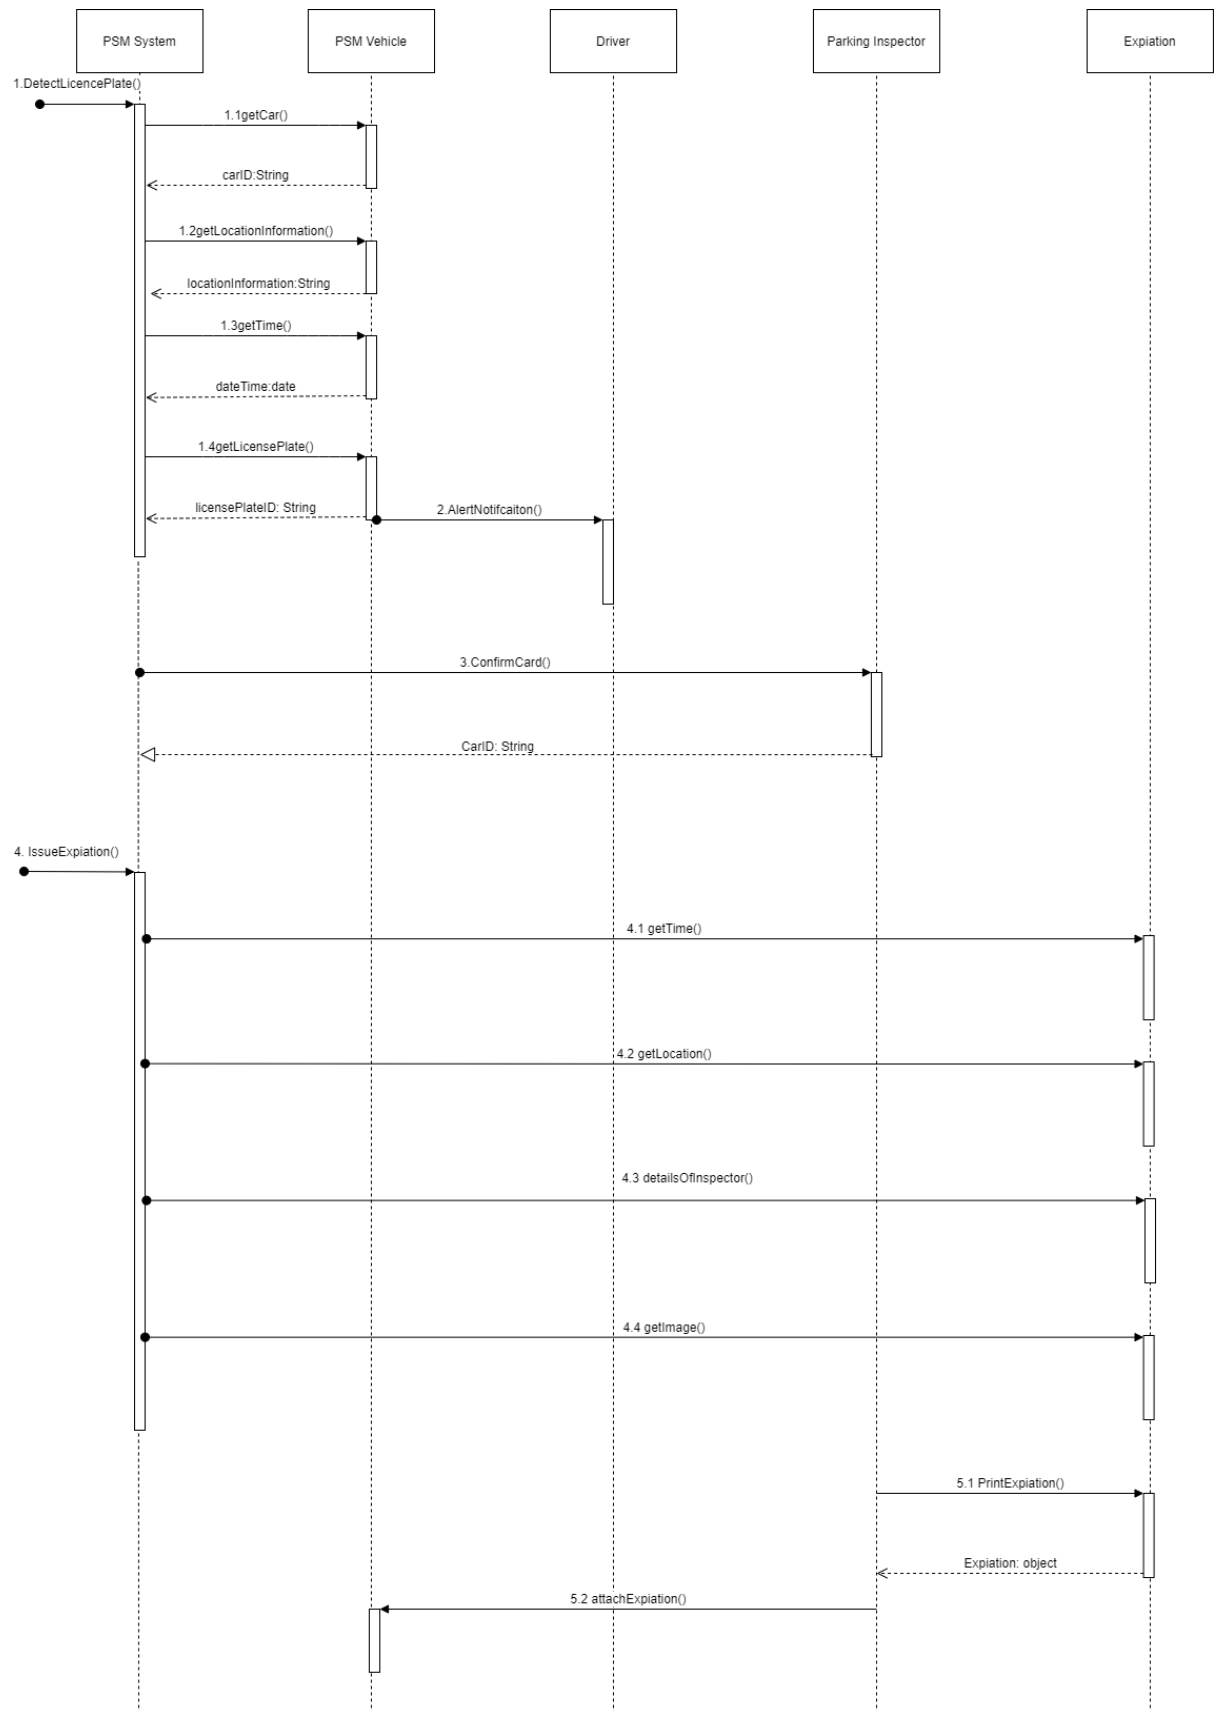 PSM System
PSM Vehicle
Driver
Parking Inspector
Expiation
1.DetectLicencePlate()
1.1getCar()
carID:String
1.2getLocationInformation()
locationInformation:String
1.3getTime()
dateTime:date
1.4getLicensePlate()
licensePlateID: String
2.AlertNotifcaiton()
3.ConfirmCard()
CarID: String
4. IssueExpiation()
4.1 getTime()
4.2 getLocation()
4.3 detailsOfInspector()
4.4 getImage()
5.1 PrintExpiation()
Expiation: object
5.2 attachExpiation()